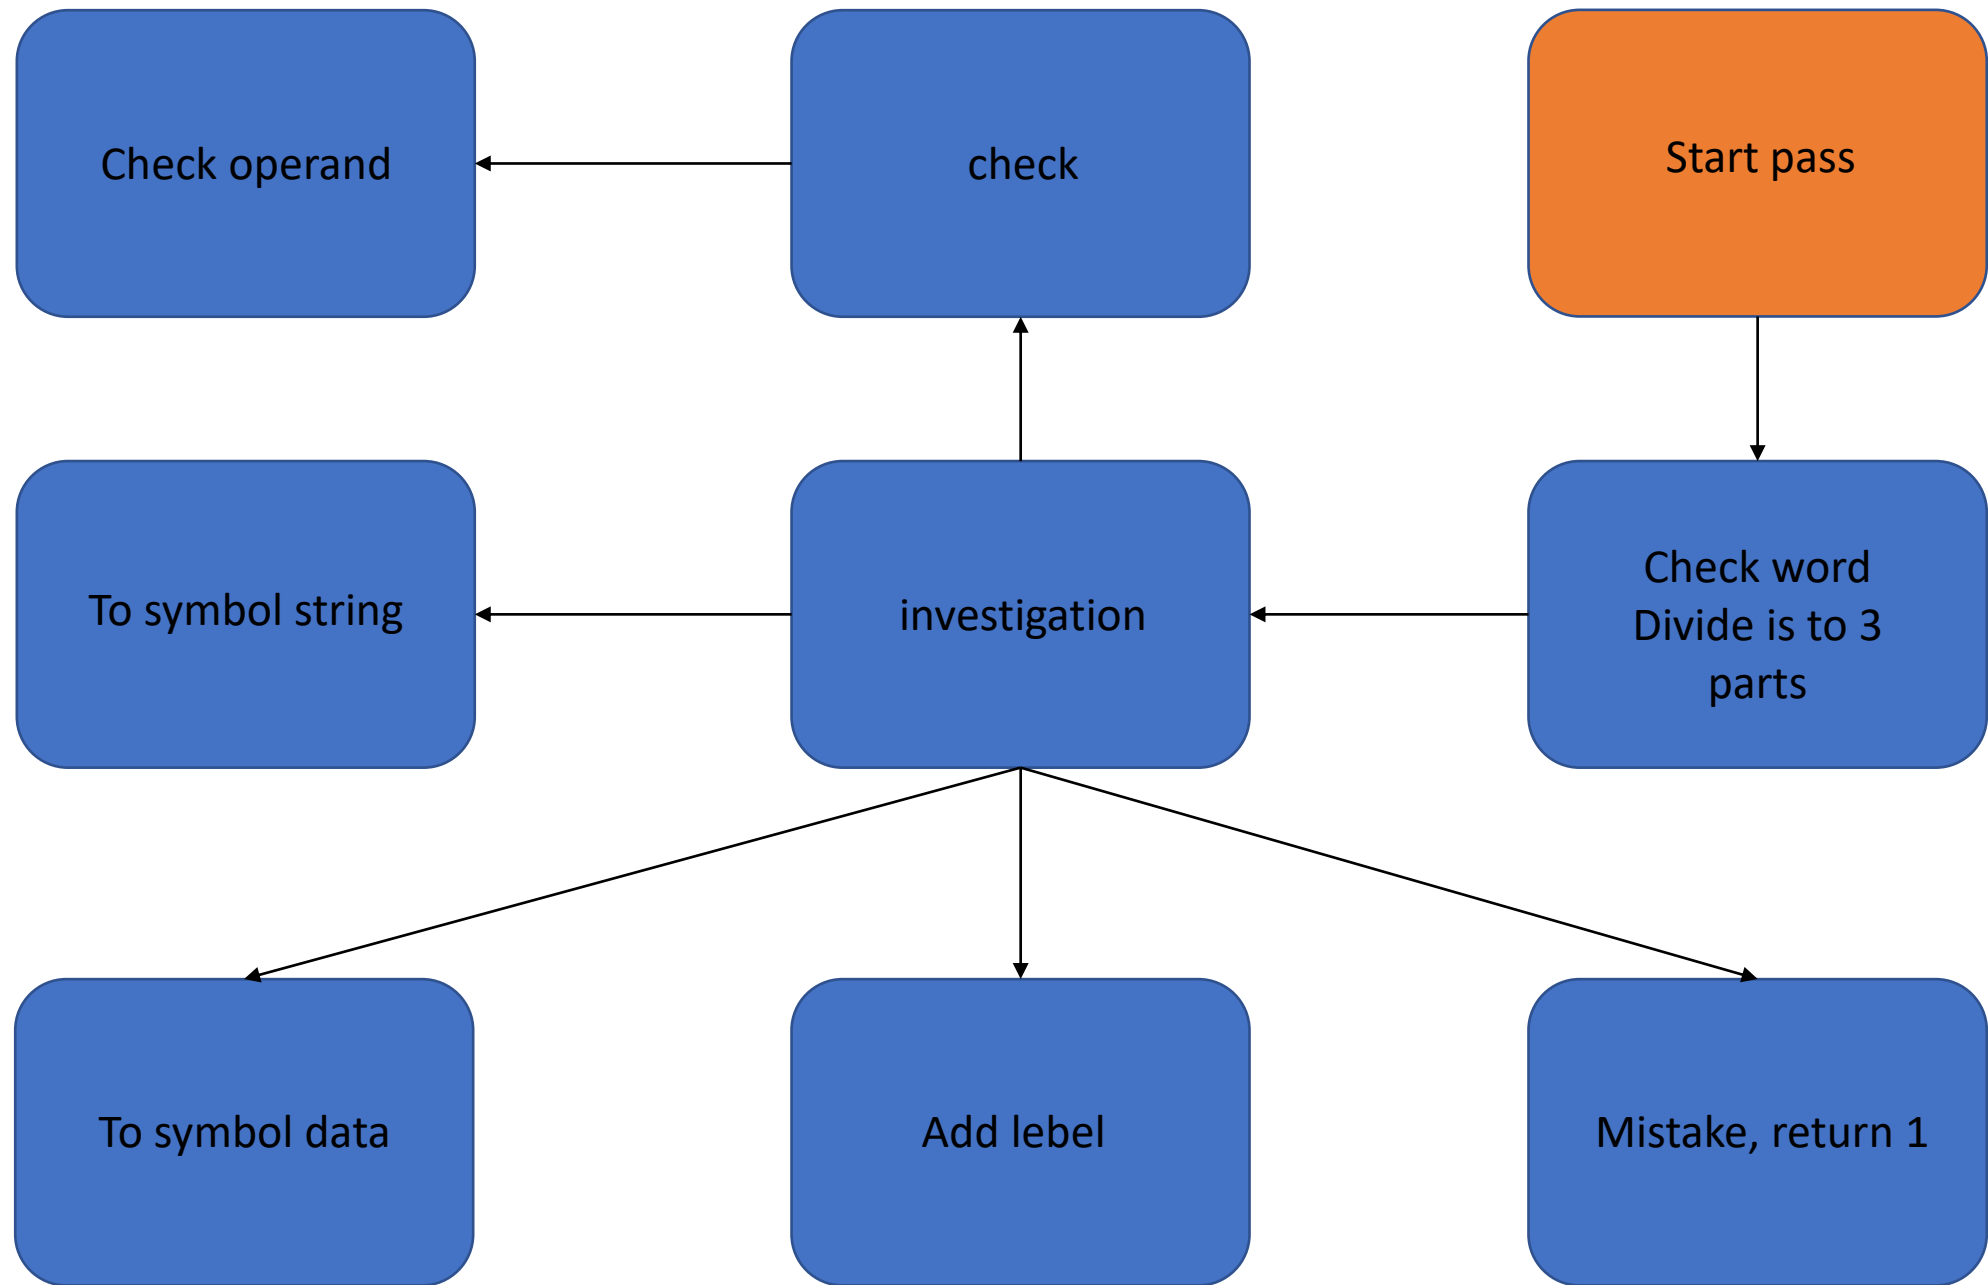 Check operand
check
Start pass
To symbol string
investigation
Check word
Divide is to 3
parts
To symbol data
Add lebel
Mistake, return 1